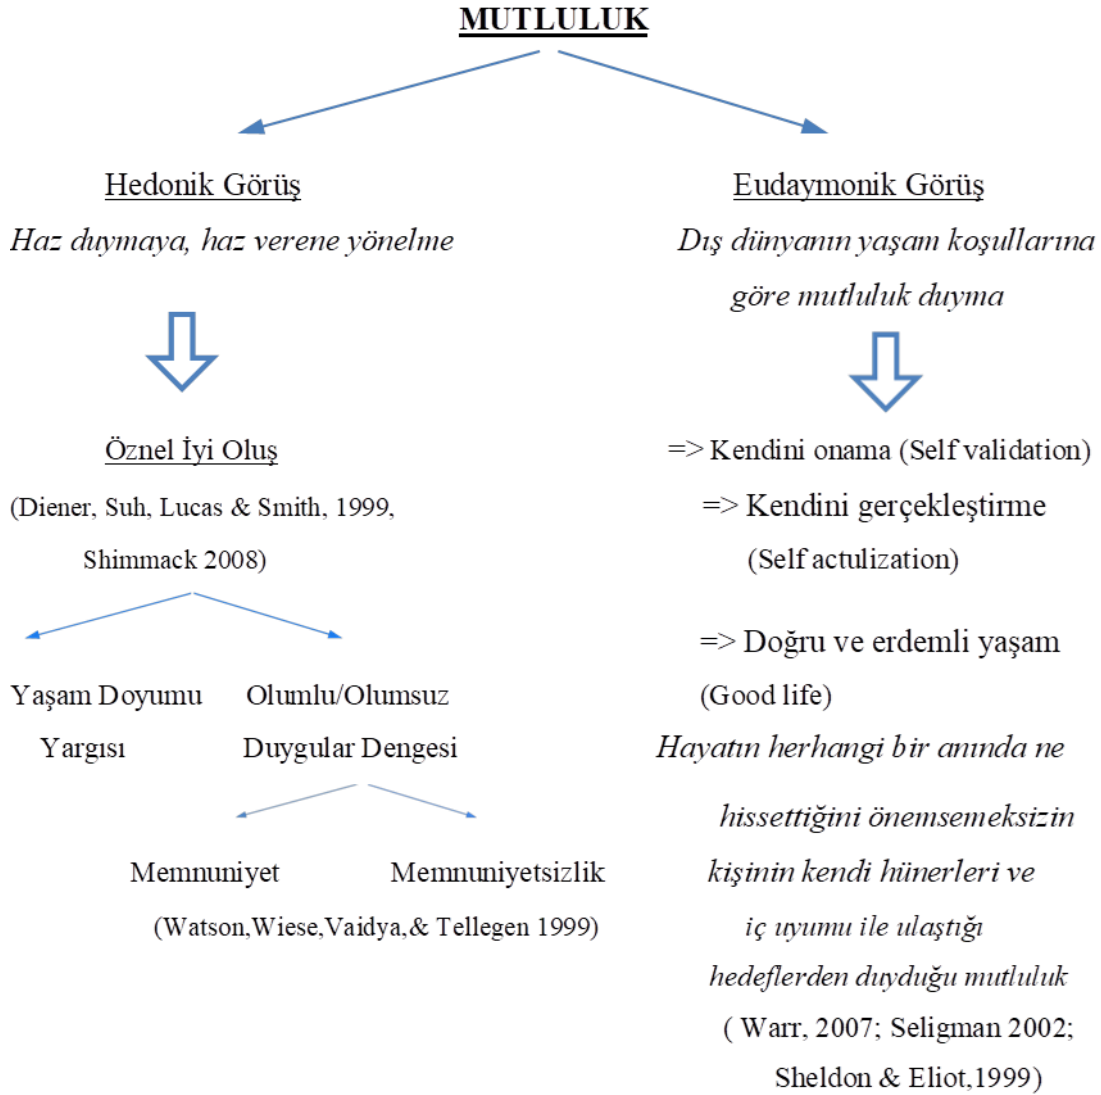 MUTLULUK
Hedonik Görüş
Haz duymaya, haz verene yönelme
Öznel İyi Oluş
(Diener, Suh, Lucas & Smith, 1999,
Shimmack 2008)
Yaşam Doyumu
Yargısı
Olumlu/Olumsuz
Duygular Dengesi
Memnuniyet
Memnuniyetsizlik
(Watson,Wiese,Vaidya,& Tellegen 1999)
Eudaymonik Görüş
Dış dünyanın yaşam koşullarına
göre mutluluk duyma
=> Kendini onama (Self validation)
=> Kendini gerçekleştirme
(Self actulization)
=> Doğru ve erdemli yaşam
(Good life)
Hayatın herhangi bir anında ne
hissettiğini önemsemeksizin
kişinin kendi hünerleri ve
iç uyumu ile ulaştığı
hedeflerden duyduğu mutluluk
( Warr, 2007; Seligman 2002;
Sheldon & Eliot,1999)